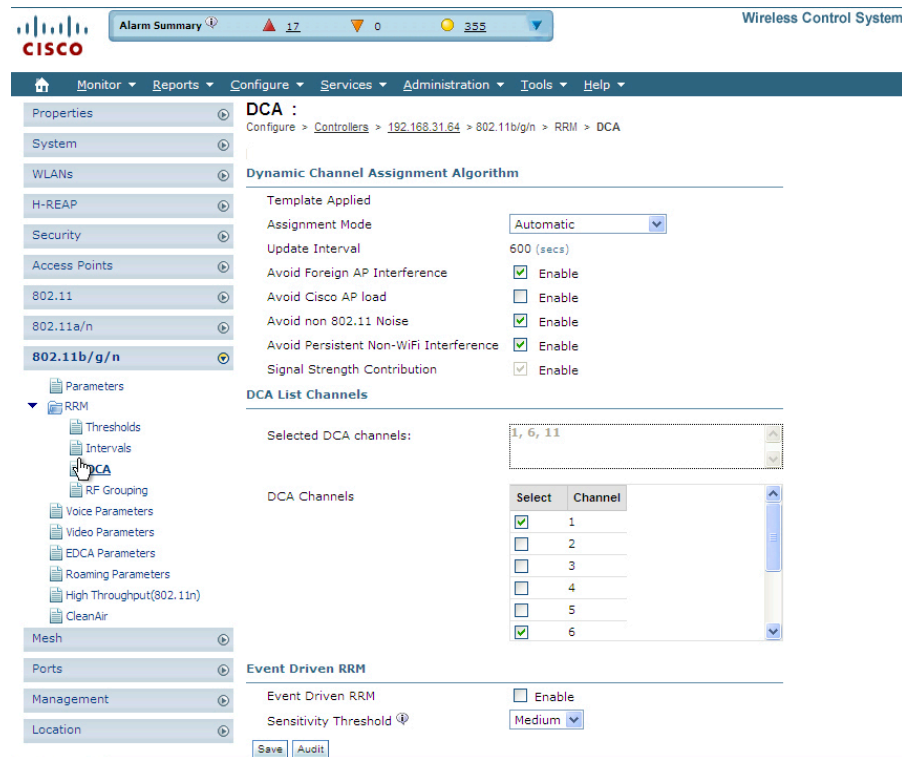 Alarm Summary 17 0 355
Wireless Control System
CISCO
Monitor Reports Configure Services Administration Tools Help
Properties
System
WLANs
H-REAP
Security
Access Points
802.11
802.11a/n
802.11b/g/n
Parameters
RRM
Thresholds
Intervals
DCA
RF Grouping
Voice Parameters
Video Parameters
EDCA Parameters
Roaming Parameters
High Throughput(802.11n)
CleanAir
Mesh
Ports
Management
Location
DCA :
Configure > Controllers > 192.168.31.64 > 802.11b/g/n > RRM > DCA
Dynamic Channel Assignment Algorithm
Template Applied
Assignment Mode Automatic
Update Interval 600 (secs)
Avoid Foreign AP Interference Enable
Avoid Cisco AP load Enable
Avoid non 802.11 Noise Enable
Avoid Persistent Non-WiFi Interference Enable
Signal Strength Contribution Enable
DCA List Channels
Selected DCA channels: 1, 6, 11
DCA Channels
Select Channel
1
2
3
4
5
6
Event Driven RRM
Event Driven RRM Enable
Sensitivity Threshold Medium
Save Audit